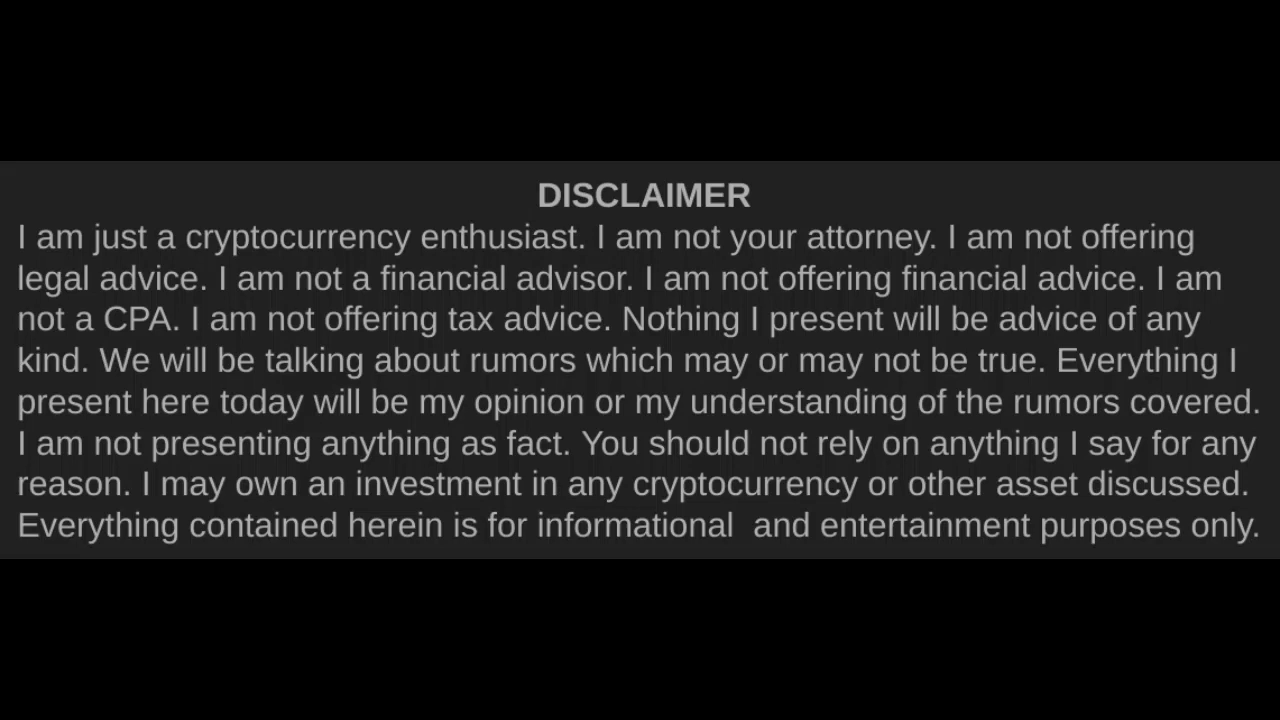 DISCLAIMER
I am just a cryptocurrency enthusiast. I am not your attorney. I am not offering
legal advice. I am not a financial advisor. I am not offering financial advice. I am
not a CPA. I am not offering tax advice. Nothing I present will be advice of any
kind. We will be talking about rumors which may or may not be true. Everything I
present here today will be my opinion or my understanding of the rumors covered.
I am not presenting anything as fact. You should not rely on anything I say for any
reason. I may own an investment in any cryptocurrency or other asset discussed.
Everything contained herein is for informational  and entertainment purposes only.